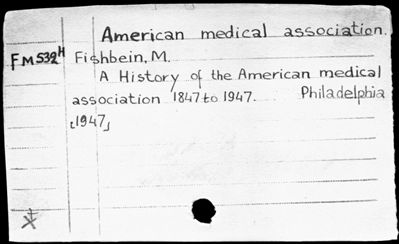 American medical association.
FM532H Fishbein, M.
A History of the American medical
association 1847 to 1947. Philadelphia
[1947]